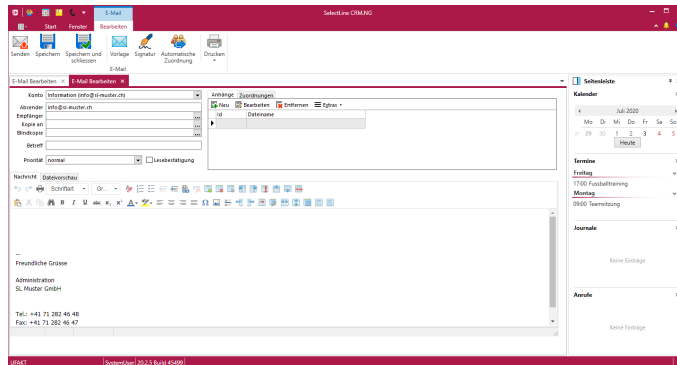 E-Mail
SelectLine CRM.NG
Start Fenster Bearbeiten
Senden Speichern Speichern und schliessen Vorlage Signatur Automatische Zuordnung Drucken
E-Mail
E-Mail Bearbeiten × E-Mail Bearbeiten ×
Konto Information (info@sl-muster.ch)
Absender info@sl-muster.ch
Empfänger
Kopie an
Blindkopie
Betreff
Priorität normal Lesebestätigung
Anhänge Zuordnungen
Neu Bearbeiten Entfernen Extras
Id Dateiname
Nachricht Dateivorschau
Schriftart Gr...
--
Freundliche Grüsse
Administration
SL Muster GmbH
Tel.: +41 71 282 46 48
Fax: +41 71 282 46 47
Seitenleiste
Kalender
Juli 2020
Mo Di Mi Do Fr Sa So
29 30 1 2 3 4 5
Heute
Termine
Freitag
17:00 Fussballtraining
Montag
09:00 Teamsitzung
Journale
Keine Einträge
Anrufe
Keine Einträge
UFAKT SystemUser 20.2.5 Build 45499